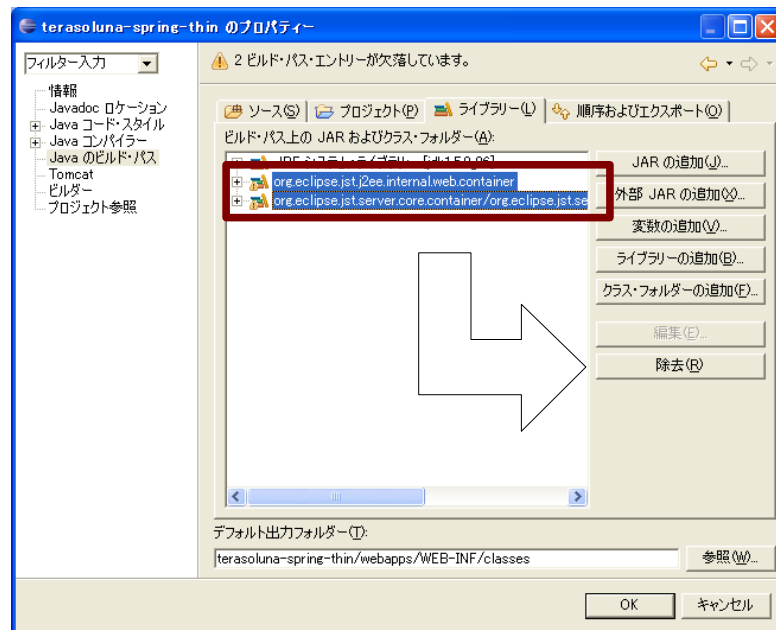 terasoluna-spring-thin のプロパティー
フィルター入力
2 ビルド・パス・エントリーが欠落しています。
情報
Javadoc ロケーション
Java コード・スタイル
Java コンパイラー
Java のビルド・パス
Tomcat
ビルダー
プロジェクト参照
ソース(S)
プロジェクト(P)
ライブラリー(L)
順序およびエクスポート(O)
ビルド・パス上の JAR およびクラス・フォルダー(A):
org.eclipse.jst.j2ee.internal.web.container
org.eclipse.jst.server.core.container/org.eclipse.jst.se
JAR の追加(J)...
外部 JAR の追加(X)...
変数の追加(V)...
ライブラリーの追加(B)...
クラス・フォルダーの追加(F)...
編集(E)...
除去(R)
デフォルト出力フォルダー(T):
terasoluna-spring-thin/webapps/WEB-INF/classes
参照(W)...
OK
キャンセル